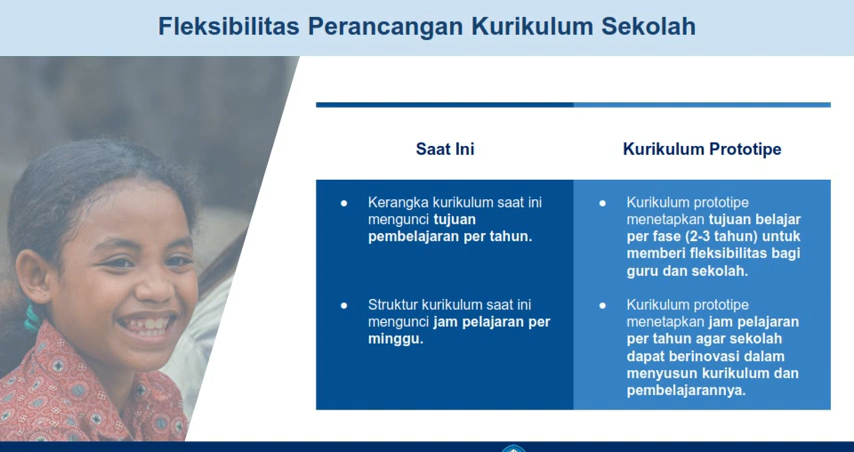 Fleksibilitas Perancangan Kurikulum Sekolah
Saat Ini
Kurikulum Prototipe
● Kerangka kurikulum saat ini
mengunci tujuan
pembelajaran per tahun.
● Struktur kurikulum saat ini
mengunci jam pelajaran per
minggu.
● Kurikulum prototipe
menetapkan tujuan belajar
per fase (2-3 tahun) untuk
memberi fleksibilitas bagi
guru dan sekolah.
● Kurikulum prototipe
menetapkan jam pelajaran
per tahun agar sekolah
dapat berinovasi dalam
menyusun kurikulum dan
pembelajarannya.